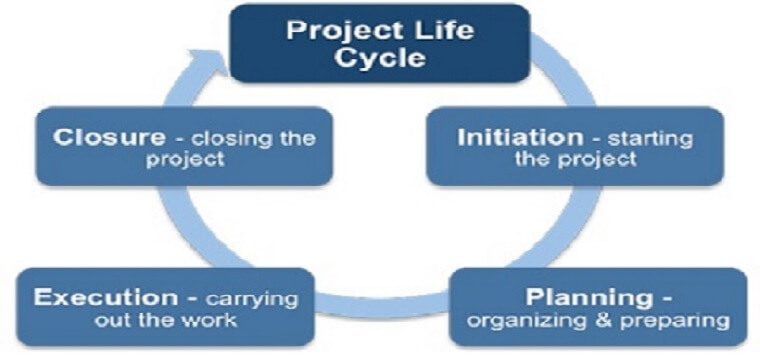 Project Life
Cycle
Initiation - starting
the project
Planning -
organizing & preparing
Execution - carrying
out the work
Closure - closing the
project